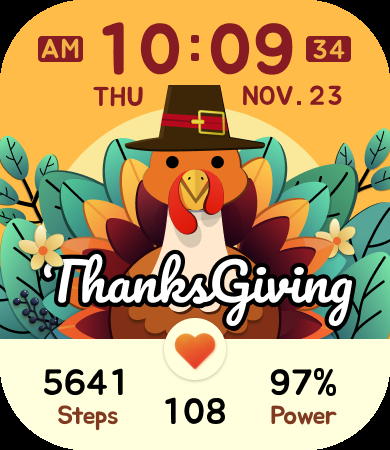 AM 10:09 34
THU NOV.23
ThanksGiving
5641 108 97%
Steps Power